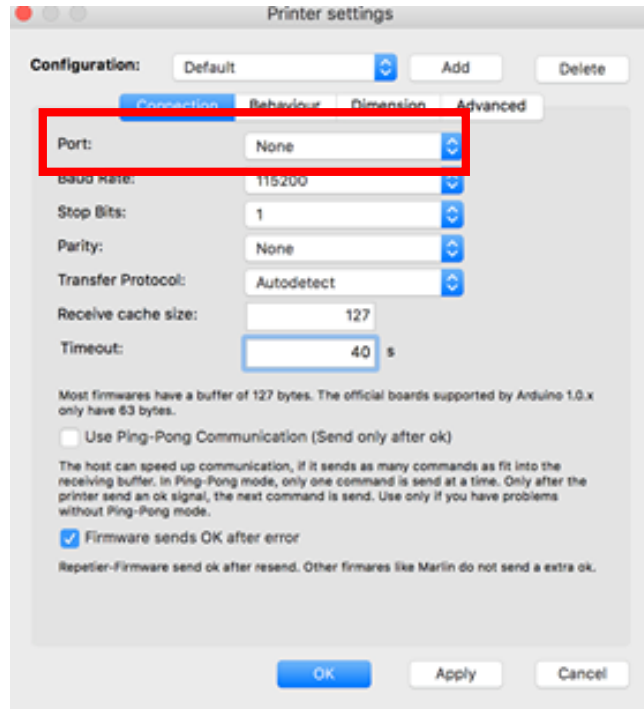 Printer settings
Configuration: Default Add Delete
Connection Behaviour Dimension Advanced
Port: None
Baud Rate: 115200
Stop Bits: 1
Parity: None
Transfer Protocol: Autodetect
Receive cache size: 127
Timeout: 40 s
Most firmwares have a buffer of 127 bytes. The official boards supported by Arduino 1.0.x
only have 63 bytes.
Use Ping-Pong Communication (Send only after ok)
The host can speed up communication, if it sends as many commands as fit into the
receiving buffer. In Ping-Pong mode, only one command is send at a time. Only after the
printer send an ok signal, the next command is send. Use only if you have problems
without Ping-Pong mode.
Firmware sends OK after error
Repetier-Firmware send ok after resend. Other firmares like Marlin do not send a extra ok.
OK Apply Cancel